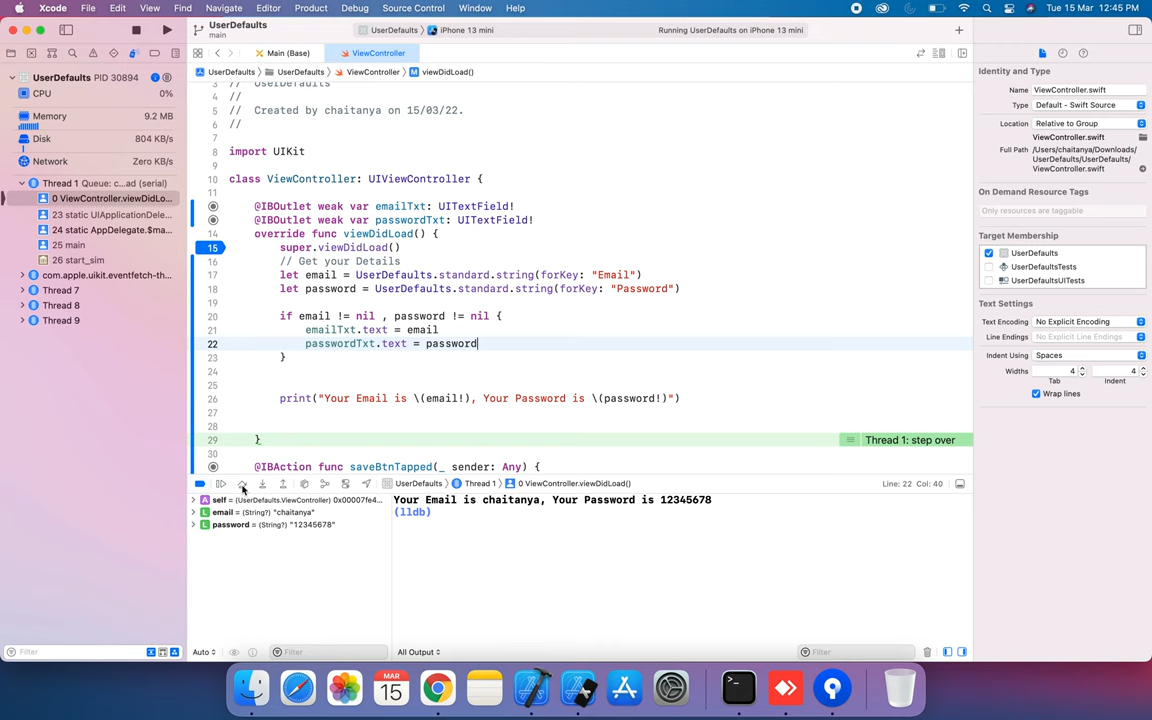 Xcode File Edit View Find Navigate Editor Product Debug Source Control Window Help Tue 15 Mar 12:45 PM
UserDefaults
main
UserDefaults iPhone 13 mini
Running UserDefaults on iPhone 13 mini
Main (Base)
ViewController
UserDefaults UserDefaults ViewController M viewDidLoad()
UserDefaults PID 30894
CPU 0%
Memory 9.2 MB
Disk 804 KB/s
Network Zero KB/s
Thread 1 Queue: c...ad (serial)
0 ViewController.viewDidLo...
23 static UIApplicationDele...
24 static AppDelegate.$ma...
25 main
26 start_sim
com.apple.uikit.eventfetch-th...
Thread 7
Thread 8
Thread 9
Filter
3 // UserDefaults
4 //
5 // Created by chaitanya on 15/03/22.
6 //
7
8 import UIKit
9
10 class ViewController: UIViewController {
11
@IBOutlet weak var emailTxt: UITextField!
@IBOutlet weak var passwordTxt: UITextField!
14 override func viewDidLoad() {
15 super.viewDidLoad()
16 // Get your Details
17 let email = UserDefaults.standard.string(forKey: "Email")
18 let password = UserDefaults.standard.string(forKey: "Password")
19
20 if email != nil , password != nil {
21 emailTxt.text = email
22 passwordTxt.text = password
23 }
24
25
26 print("Your Email is \(email!), Your Password is \(password!)")
27
28
29 } Thread 1: step over
30
@IBAction func saveBtnTapped(_ sender: Any) {
UserDefaults Thread 1 0 ViewController.viewDidLoad()
Line: 22 Col: 40
A self = (UserDefaults.ViewController) 0x00007fe4...
L email = (String?) "chaitanya"
L password = (String?) "12345678"
Auto
Filter
Your Email is chaitanya, Your Password is 12345678
(lldb)
All Output
Filter
Identity and Type
Name ViewController.swift
Type Default - Swift Source
Location Relative to Group
ViewController.swift
Full Path /Users/chaitanya/Downloads/
UserDefaults/UserDefaults/
ViewController.swift
On Demand Resource Tags
Only resources are taggable
Target Membership
UserDefaults
UserDefaultsTests
UserDefaultsUITests
Text Settings
Text Encoding No Explicit Encoding
Line Endings No Explicit Line Endings
Indent Using Spaces
Widths 4 4
Tab Indent
Wrap lines
MAR
15